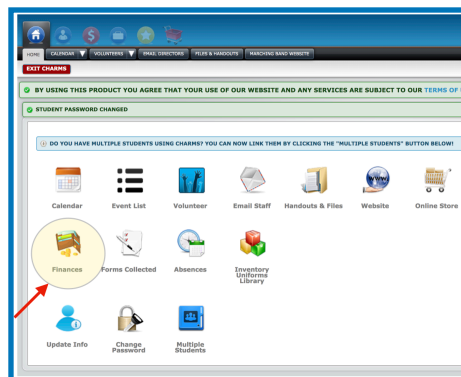 HOME CALENDAR VOLUNTEERS EMAIL DIRECTORS FILES & HANDOUTS MARCHING BAND WEBSITE
EXIT CHARMS
BY USING THIS PRODUCT YOU AGREE THAT YOUR USE OF OUR WEBSITE AND ANY SERVICES ARE SUBJECT TO OUR TERMS OF
STUDENT PASSWORD CHANGED
DO YOU HAVE MULTIPLE STUDENTS USING CHARMS? YOU CAN NOW LINK THEM BY CLICKING THE "MULTIPLE STUDENTS" BUTTON BELOW!
WWW
Calendar Event List Volunteer Email Staff Handouts & Files Website Online Store
Finances Forms Collected Absences Inventory
Uniforms
Library
Update Info Change Multiple
Password Students